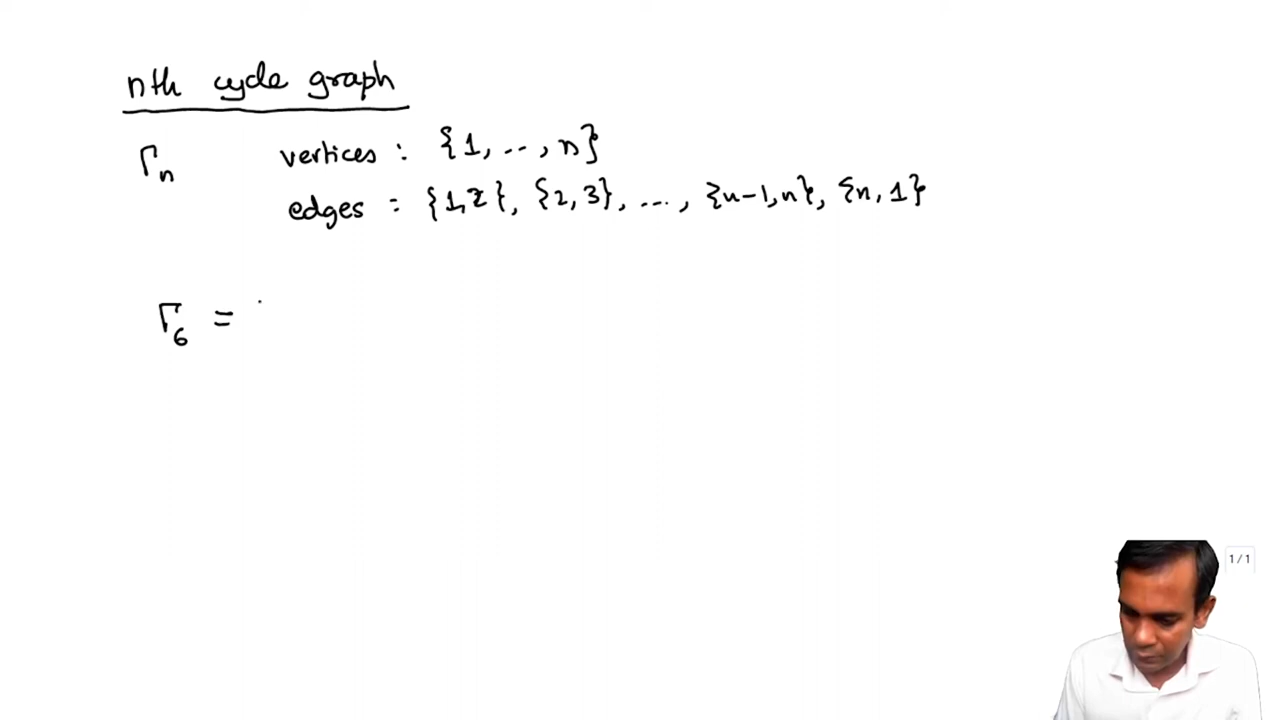 nth cycle graph
Γₙ vertices : {1, ..., n}
edges : {1,2}, {2,3}, ..., {n-1,n}, {n,1}
Γ₆ =
1/1